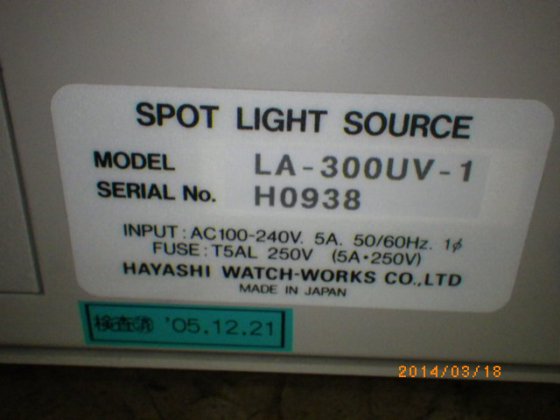 SPOT LIGHT SOURCE
MODEL LA-300UV-1
SERIAL No. H0938
INPUT : AC100-240V. 5A. 50/60Hz. 1ϕ
FUSE : T5AL 250V (5A・250V)
HAYASHI WATCH-WORKS CO.,LTD
MADE IN JAPAN
検査済 '05.12.21
2014/03/18